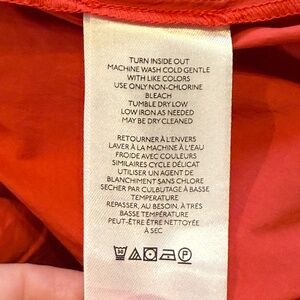 TURN INSIDE OUT
MACHINE WASH COLD GENTLE
WITH LIKE COLORS
USE ONLY NON-CHLORINE
BLEACH
TUMBLE DRY LOW
LOW IRON AS NEEDED
MAY BE DRY CLEANED
RETOURNER À L'ENVERS
LAVER À LA MACHINE À L'EAU
FROIDE AVEC COULEURS
SIMILAIRES CYCLE DÉLICAT
UTILISER UN AGENT DE
BLANCHIMENT SANS CHLORE
SÉCHER PAR CULBUTAGE À BASSE
TEMPERATURE
REPASSER, AU BESOIN, À TRÈS
BASSE TEMPÉRATURE
PEUT-ÊTRE ÊTRE NETTOYÉE
À SEC